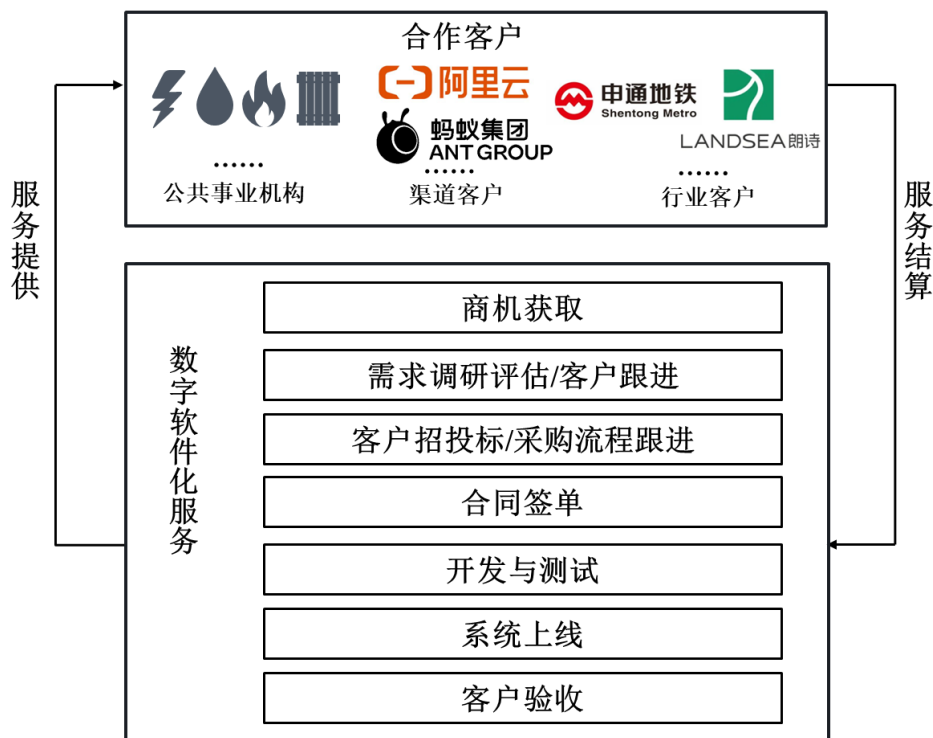 合作客户
阿里云
申通地铁
Shentong Metro
蚂蚁集团
ANT GROUP
LANDSEA朗诗
……
……
……
公共事业机构
渠道客户
行业客户
服务提供
服务结算
数字软件化服务
商机获取
需求调研评估/客户跟进
客户招投标/采购流程跟进
合同签单
开发与测试
系统上线
客户验收